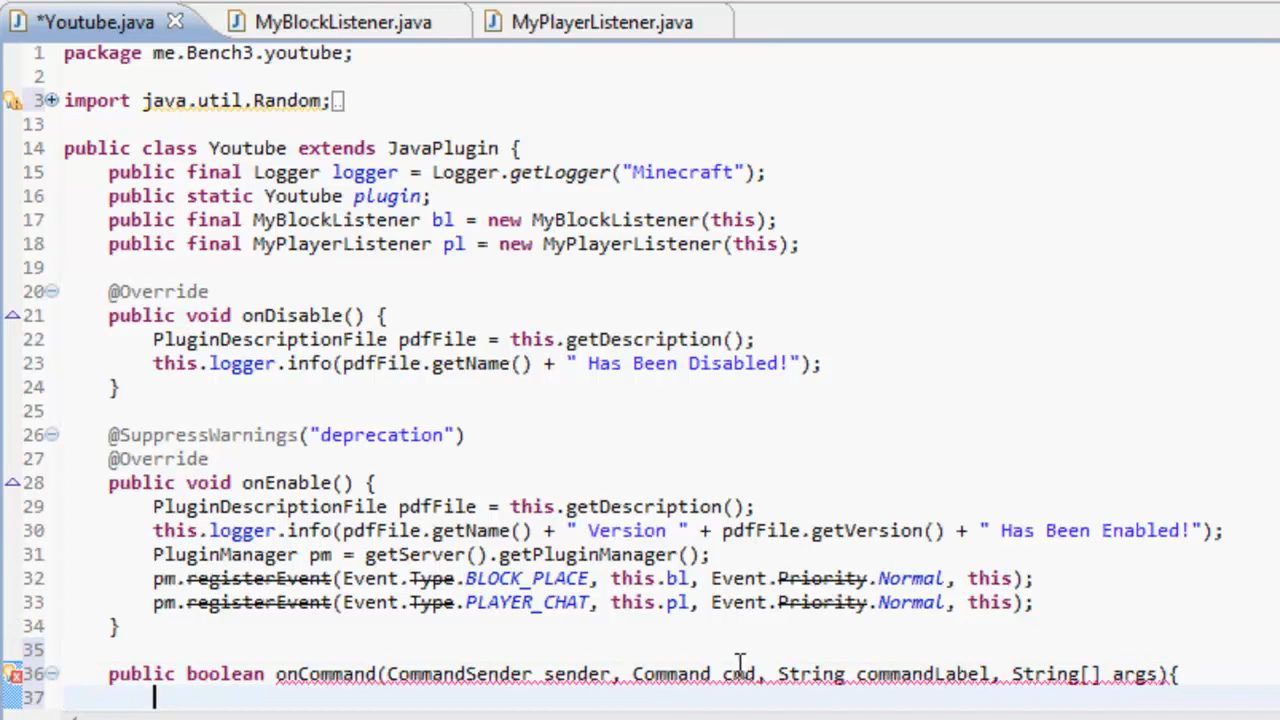 *Youtube.java MyBlockListener.java MyPlayerListener.java
1 package me.Bench3.youtube;
2
3 import java.util.Random;
13
14 public class Youtube extends JavaPlugin {
15 public final Logger logger = Logger.getLogger("Minecraft");
16 public static Youtube plugin;
17 public final MyBlockListener bl = new MyBlockListener(this);
18 public final MyPlayerListener pl = new MyPlayerListener(this);
19
20 @Override
21 public void onDisable() {
22 PluginDescriptionFile pdfFile = this.getDescription();
23 this.logger.info(pdfFile.getName() + " Has Been Disabled!");
24 }
25
26 @SuppressWarnings("deprecation")
27 @Override
28 public void onEnable() {
29 PluginDescriptionFile pdfFile = this.getDescription();
30 this.logger.info(pdfFile.getName() + " Version " + pdfFile.getVersion() + " Has Been Enabled!");
31 PluginManager pm = getServer().getPluginManager();
32 pm.registerEvent(Event.Type.BLOCK_PLACE, this.bl, Event.Priority.Normal, this);
33 pm.registerEvent(Event.Type.PLAYER_CHAT, this.pl, Event.Priority.Normal, this);
34 }
35
36 public boolean onCommand(CommandSender sender, Command cmd, String commandLabel, String[] args){
37